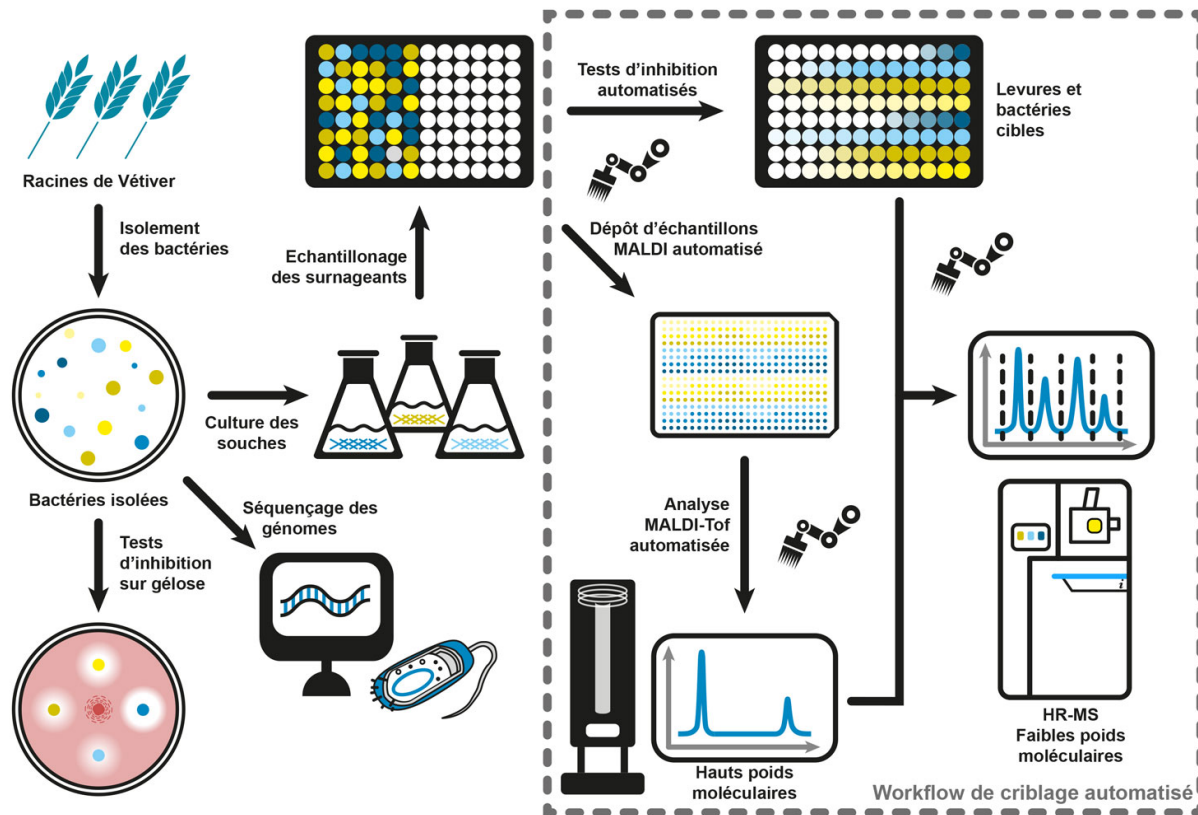 Racines de Vétiver
Isolement
des bactéries
Bactéries isolées
Tests
d'inhibition
sur gélose
Culture des
souches
Séquençage des
génomes
Echantillonage
des surnageants
Tests d'inhibition
automatisés
Levures et
bactéries
cibles
Dépôt d'échantillons
MALDI automatisé
Analyse
MALDI-Tof
automatisée
Hauts poids
moléculaires
i
HR-MS
Faibles poids
moléculaires
Workflow de criblage automatisé